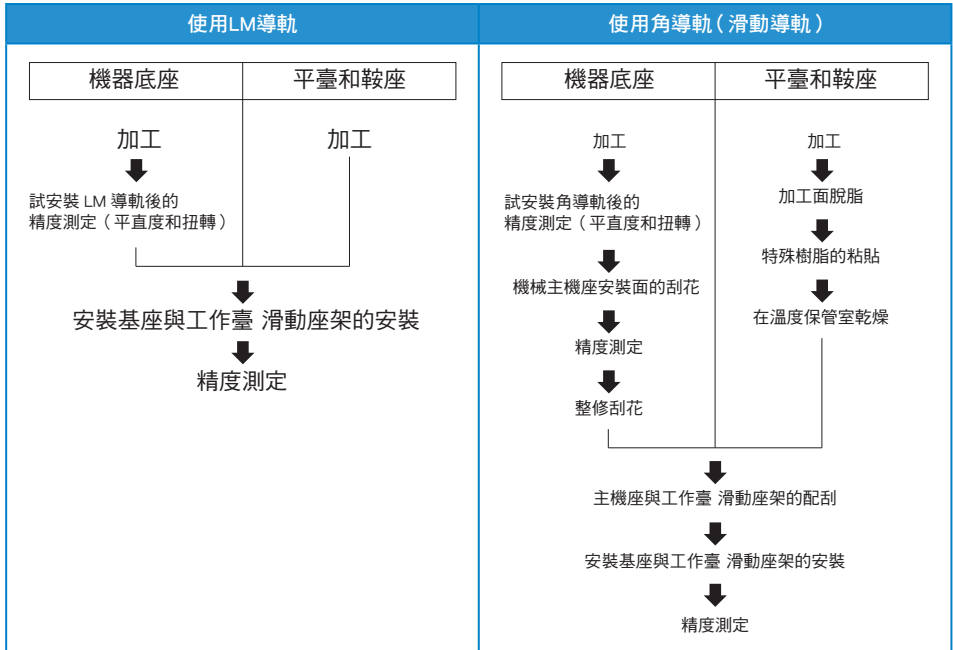 使用LM導軌
機器底座
平臺和鞍座
加工
加工
試安裝 LM 導軌後的
精度測定(平直度和扭轉)
安裝基座與工作臺 滑動座架的安裝
精度測定
使用角導軌(滑動導軌)
機器底座
平臺和鞍座
加工
試安裝角導軌後的
精度測定(平直度和扭轉)
機械主機座安裝面的刮花
精度測定
整修刮花
加工
加工面脫脂
特殊樹脂的粘貼
在溫度保管室乾燥
主機座與工作臺 滑動座架的配刮
安裝基座與工作臺 滑動座架的安裝
精度測定